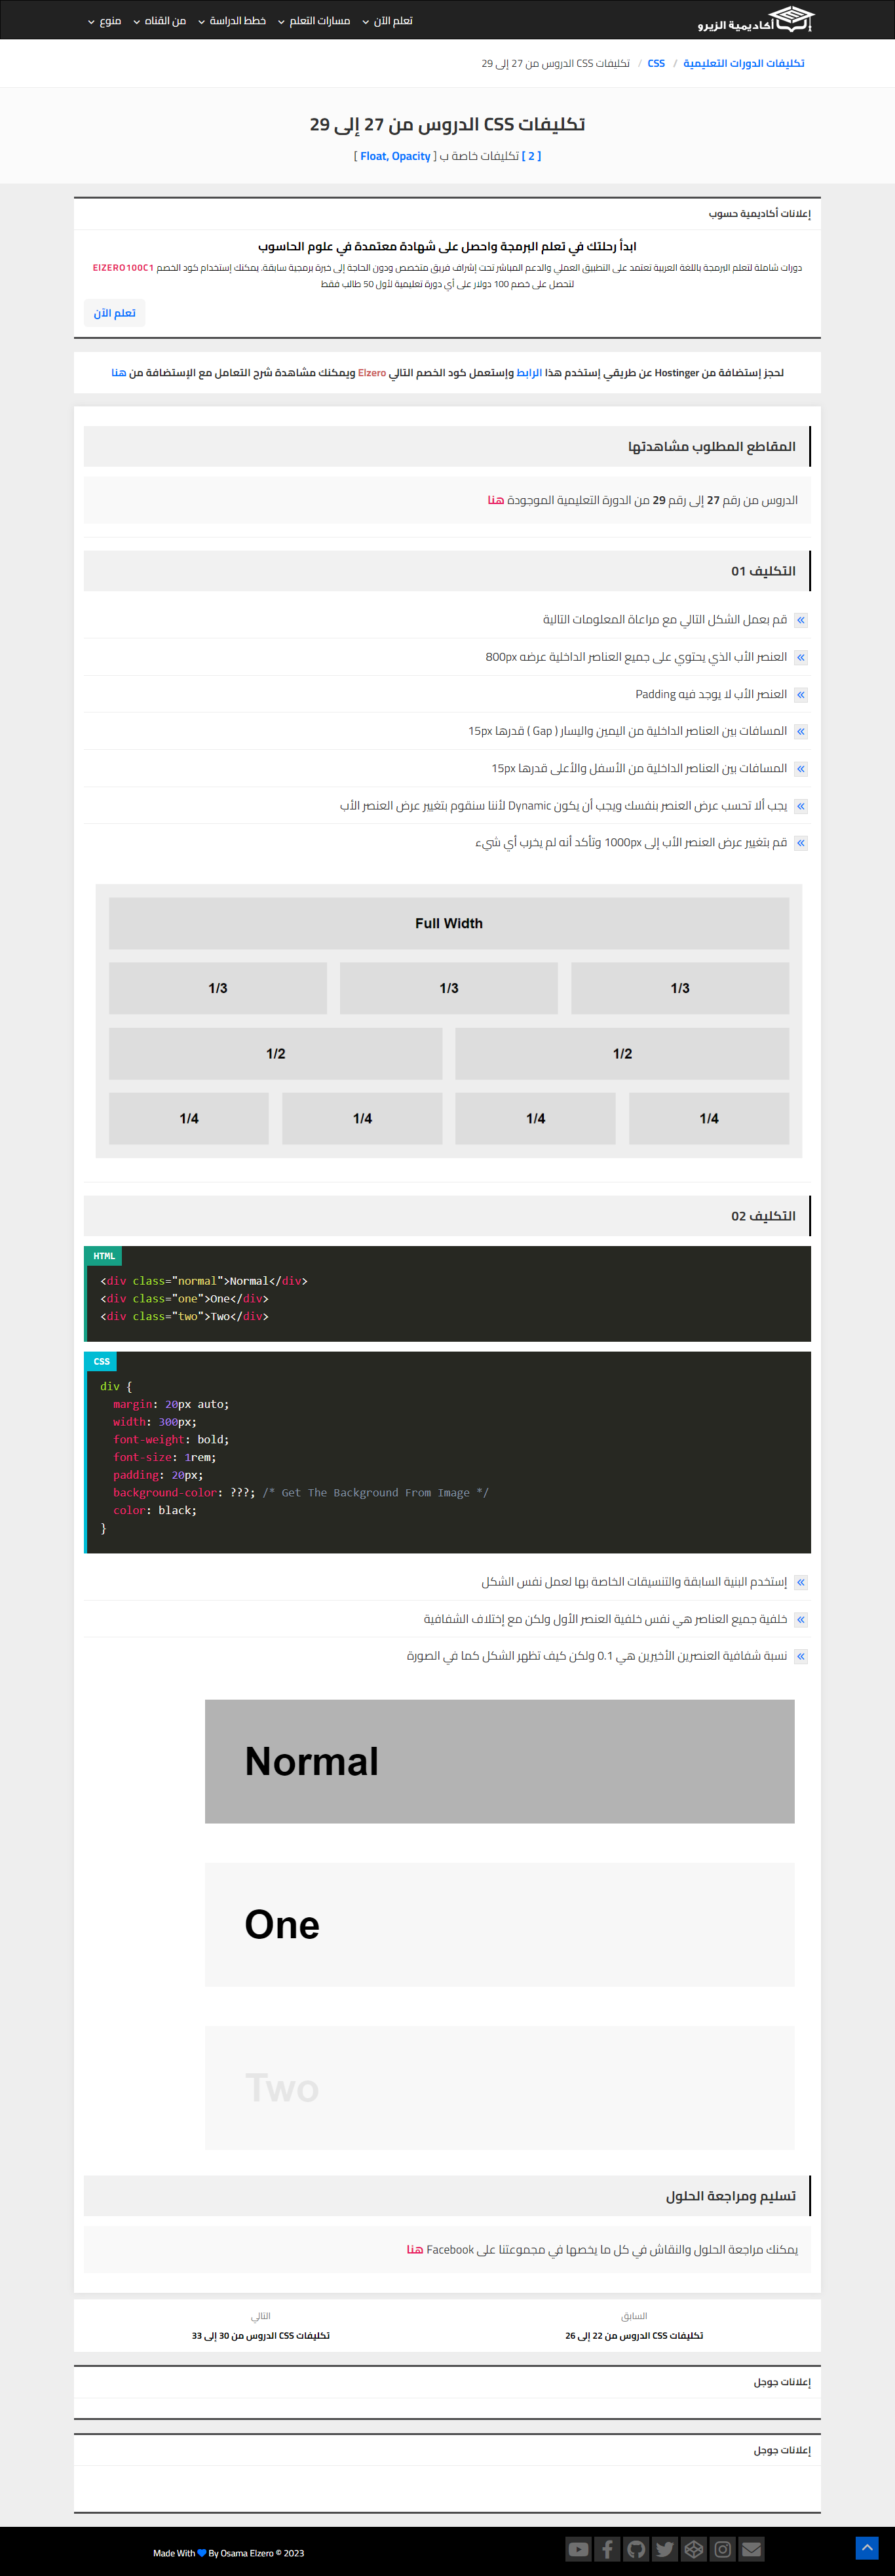 أكاديمية الزيرو
تعلم الآن
مسارات التعلم
خطط الدراسة
من القناه
منوع
تكليفات الدورات التعليمية / CSS / تكليفات CSS الدروس من 27 إلى 29
تكليفات CSS الدروس من 27 إلى 29
[ 2 ] تكليفات خاصة ب [ Float, Opacity ]
إعلانات أكاديمية حسوب
ابدأ رحلتك في تعلم البرمجة واحصل على شهادة معتمدة في علوم الحاسوب
دورات شاملة لتعلم البرمجة باللغة العربية تعتمد على التطبيق العملي والدعم المباشر تحت إشراف فريق متخصص ودون الحاجة إلى خبرة برمجية سابقة. يمكنك إستخدام كود الخصم ElZERO100C1
لتحصل على خصم 100 دولار على أي دورة تعليمية لأول 50 طالب فقط
تعلم الآن
لحجز إستضافة من Hostinger عن طريقي إستخدم هذا الرابط وإستعمل كود الخصم التالي Elzero ويمكنك مشاهدة شرح التعامل مع الإستضافة من هنا
المقاطع المطلوب مشاهدتها
الدروس من رقم 27 إلى رقم 29 من الدورة التعليمية الموجودة هنا
التكليف 01
قم بعمل الشكل التالي مع مراعاة المعلومات التالية
العنصر الأب الذي يحتوي على جميع العناصر الداخلية عرضه 800px
العنصر الأب لا يوجد فيه Padding
المسافات بين العناصر الداخلية من اليمين واليسار ( Gap ) قدرها 15px
المسافات بين العناصر الداخلية من الأسفل والأعلى قدرها 15px
يجب ألا تحسب عرض العنصر بنفسك ويجب أن يكون Dynamic لأننا سنقوم بتغيير عرض العنصر الأب
قم بتغيير عرض العنصر الأب إلى 1000px وتأكد أنه لم يخرب أي شيء
Full Width
1/3 1/3 1/3
1/2 1/2
1/4 1/4 1/4 1/4
التكليف 02
HTML
<div class="normal">Normal</div>
<div class="one">One</div>
<div class="two">Two</div>
CSS
div {
  margin: 20px auto;
  width: 300px;
  font-weight: bold;
  font-size: 1rem;
  padding: 20px;
  background-color: ???; /* Get The Background From Image */
  color: black;
}
إستخدم البنية السابقة والتنسيقات الخاصة بها لعمل نفس الشكل
خلفية جميع العناصر هي نفس خلفية العنصر الأول ولكن مع إختلاف الشفافية
نسبة شفافية العنصرين الأخيرين هي 0.1 ولكن كيف تظهر الشكل كما في الصورة
Normal
One
Two
تسليم ومراجعة الحلول
يمكنك مراجعة الحلول والنقاش في كل ما يخصها في مجموعتنا على Facebook هنا
السابق
تكليفات CSS الدروس من 22 إلى 26
التالي
تكليفات CSS الدروس من 30 إلى 33
إعلانات جوجل
إعلانات جوجل
Made With By Osama Elzero © 2023